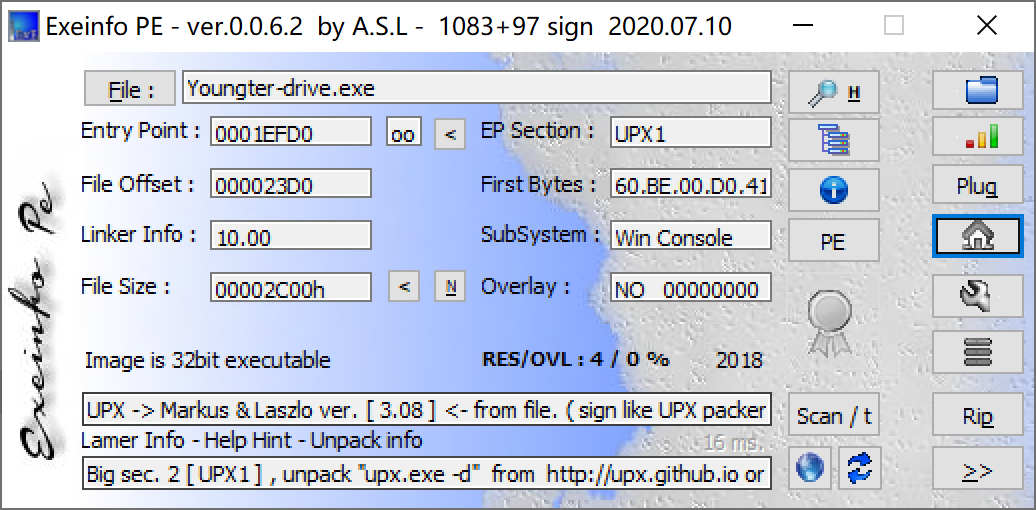 Exeinfo PE - ver.0.0.6.2 by A.S.L - 1083+97 sign 2020.07.10
File : Youngter-drive.exe H
Entry Point : 0001EFD0 oo < EP Section : UPX1
File Offset : 000023D0 First Bytes : 60.BE.00.D0.41 Plug
Linker Info : 10.00 SubSystem : Win Console PE
File Size : 00002C00h < N Overlay : NO 00000000
Exeinfo Pe
Image is 32bit executable RES/OVL : 4 / 0 % 2018
UPX -> Markus & Laszlo ver. [ 3.08 ] <- from file. ( sign like UPX packer Scan / t Rip
Lamer Info - Help Hint - Unpack info 16 ms.
Big sec. 2 [ UPX1 ] , unpack "upx.exe -d" from http://upx.github.io or >>